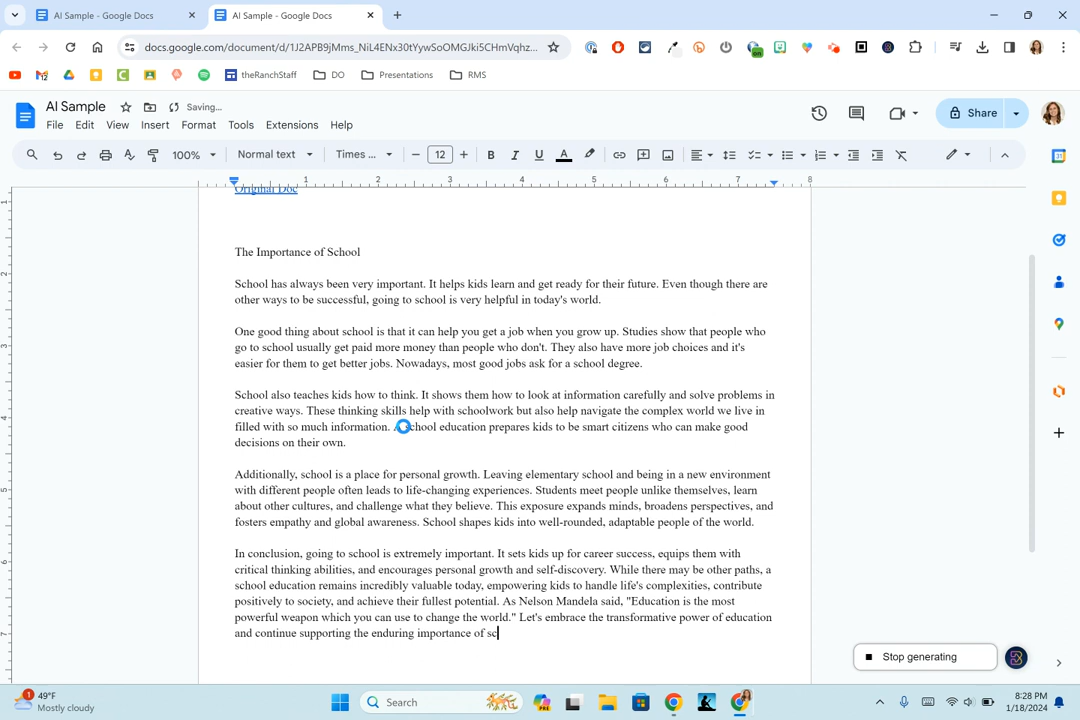 AI Sample - Google Docs
AI Sample - Google Docs
docs.google.com/document/d/1J2APB9jMms_NiL4ENx30tYywSoOMGJki5CHmVqhz...
theRanchStaff
DO
Presentations
RMS
AI Sample
Saving...
File Edit View Insert Format Tools Extensions Help
Share
100% Normal text Times ... 12
1 2 3 4 5 6 7 8
Original Doc
The Importance of School
School has always been very important. It helps kids learn and get ready for their future. Even though there are
other ways to be successful, going to school is very helpful in today's world.
One good thing about school is that it can help you get a job when you grow up. Studies show that people who
go to school usually get paid more money than people who don't. They also have more job choices and it's
easier for them to get better jobs. Nowadays, most good jobs ask for a school degree.
School also teaches kids how to think. It shows them how to look at information carefully and solve problems in
creative ways. These thinking skills help with schoolwork but also help navigate the complex world we live in
filled with so much information. A school education prepares kids to be smart citizens who can make good
decisions on their own.
Additionally, school is a place for personal growth. Leaving elementary school and being in a new environment
with different people often leads to life-changing experiences. Students meet people unlike themselves, learn
about other cultures, and challenge what they believe. This exposure expands minds, broadens perspectives, and
fosters empathy and global awareness. School shapes kids into well-rounded, adaptable people of the world.
In conclusion, going to school is extremely important. It sets kids up for career success, equips them with
critical thinking abilities, and encourages personal growth and self-discovery. While there may be other paths, a
school education remains incredibly valuable today, empowering kids to handle life's complexities, contribute
positively to society, and achieve their fullest potential. As Nelson Mandela said, "Education is the most
powerful weapon which you can use to change the world." Let's embrace the transformative power of education
and continue supporting the enduring importance of sc
Stop generating
49°F
Mostly cloudy
Search
8:28 PM
1/18/2024